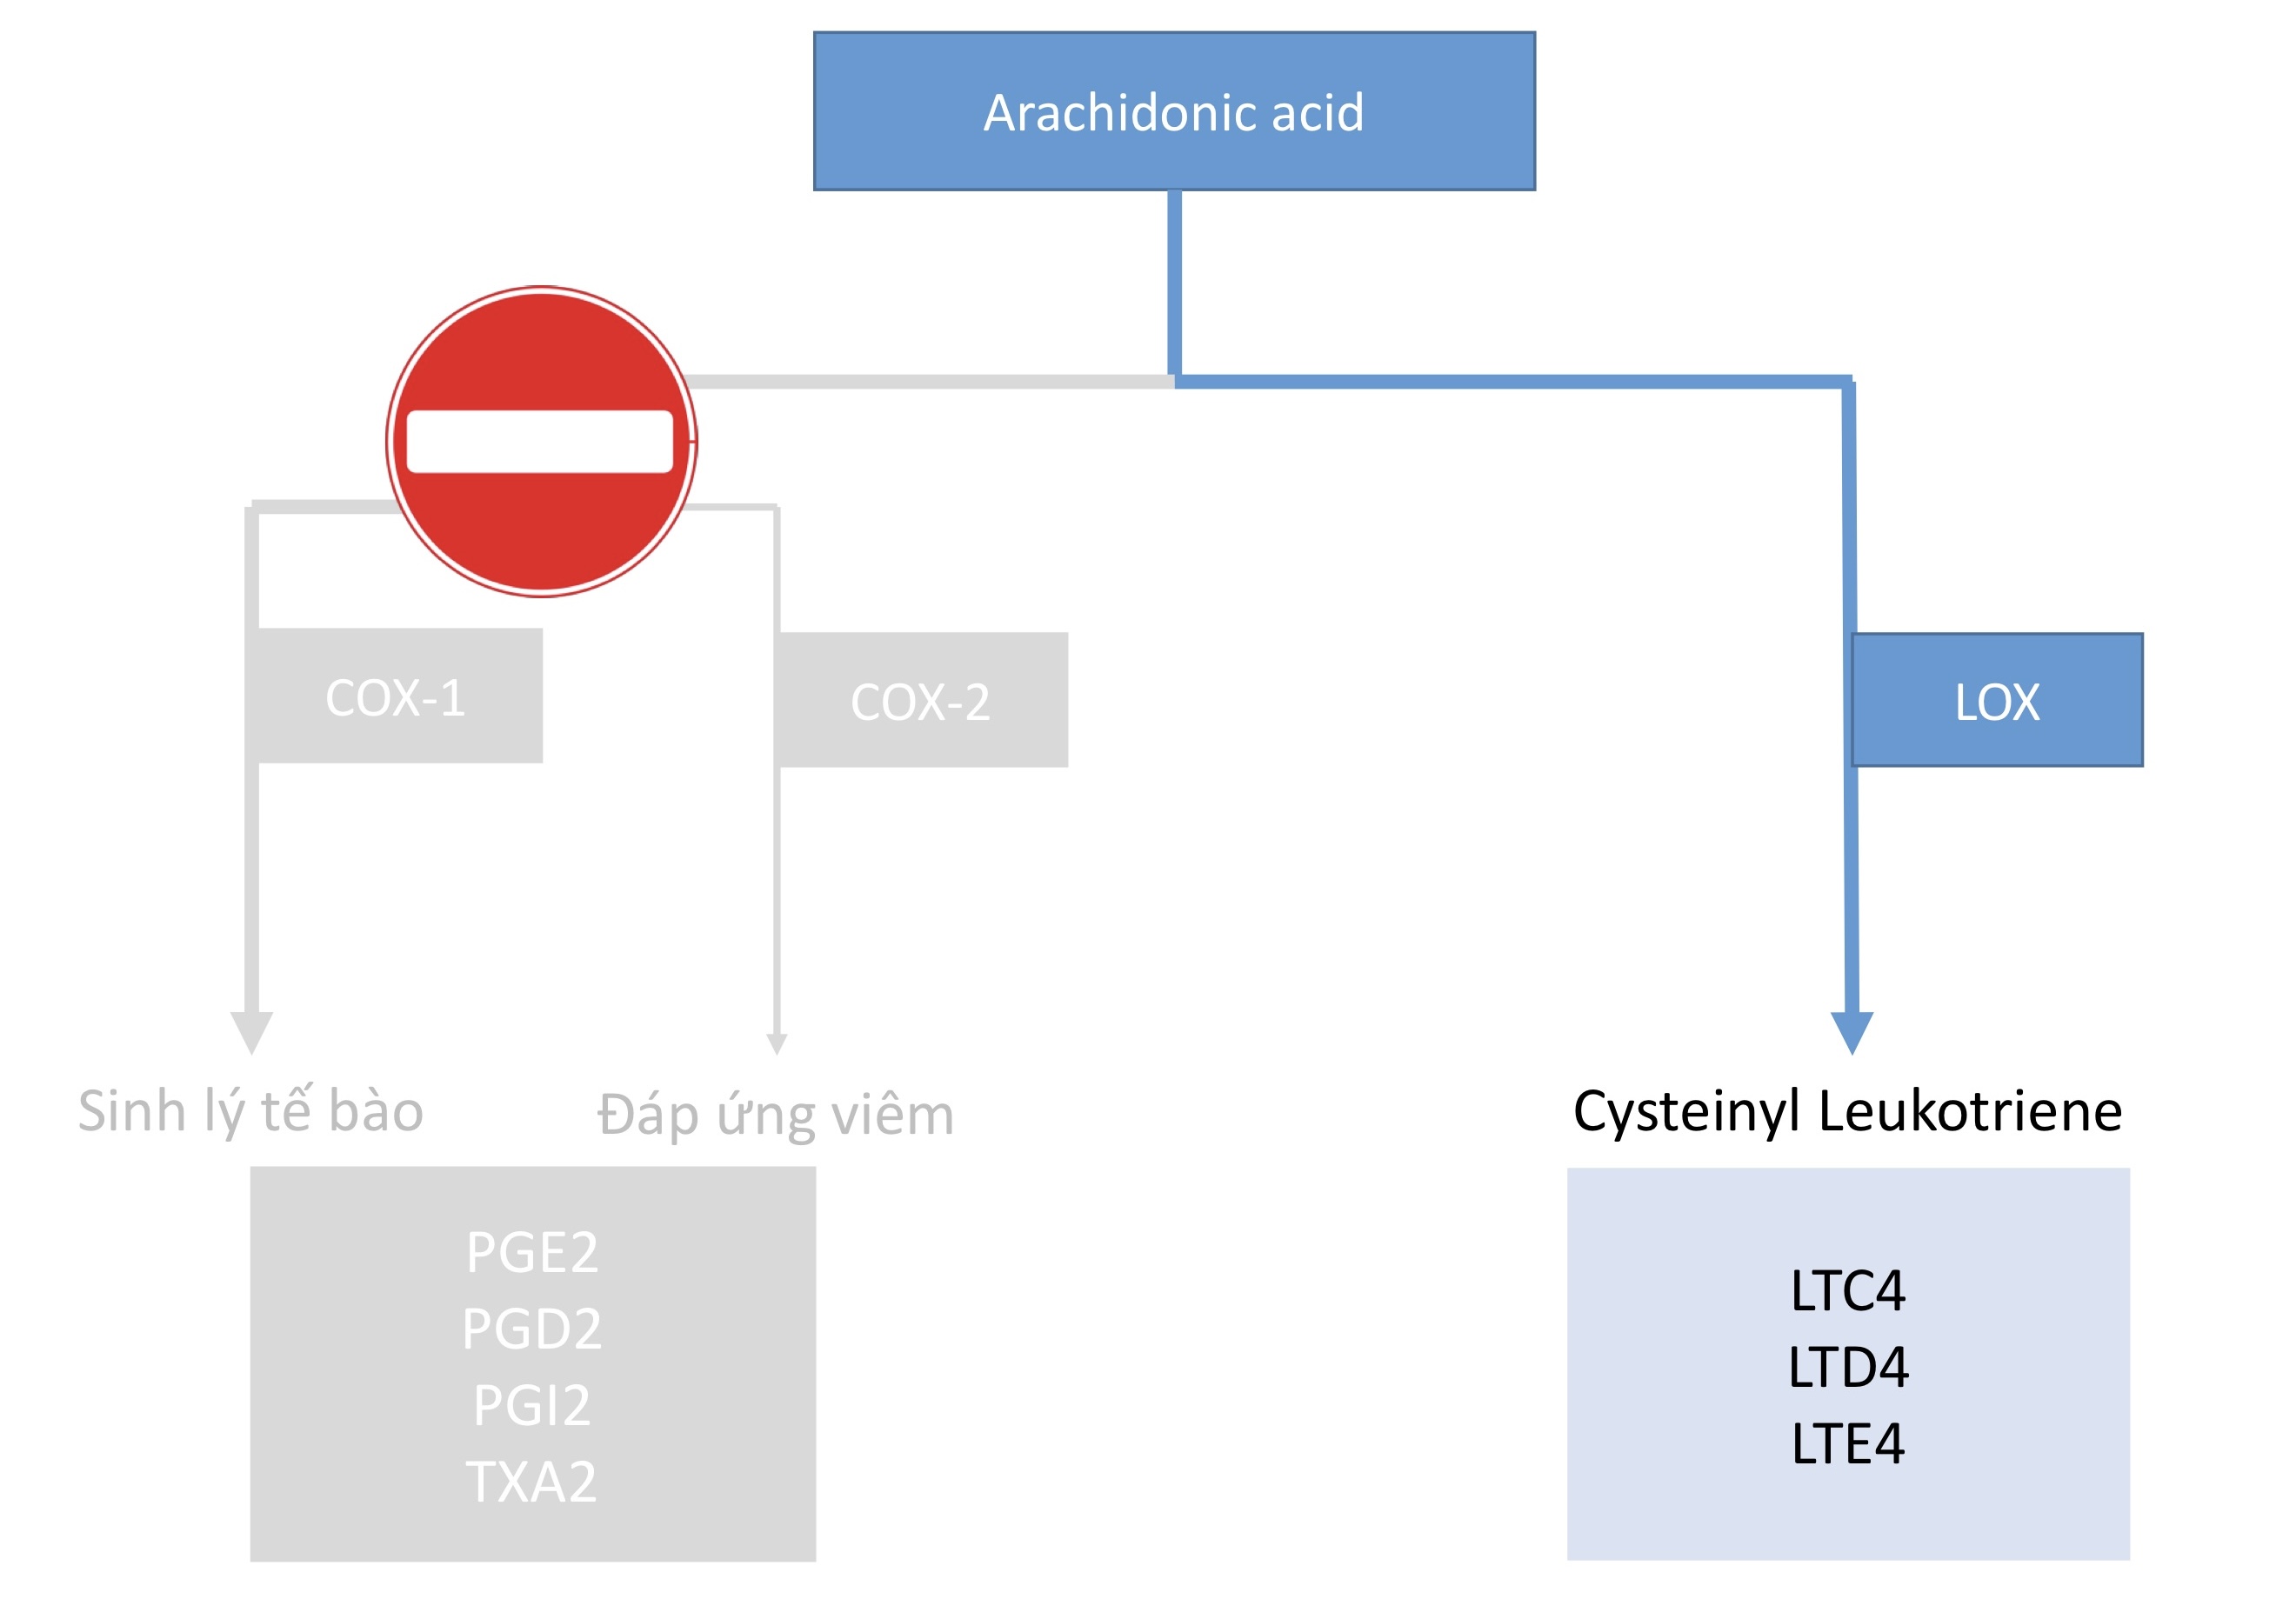 Arachidonic acid
COX-1
COX-2
LOX
Sinh lý tế bào
Đáp ứng viêm
Cysteinyl Leukotriene
PGE2
PGD2
PGI2
TXA2
LTC4
LTD4
LTE4